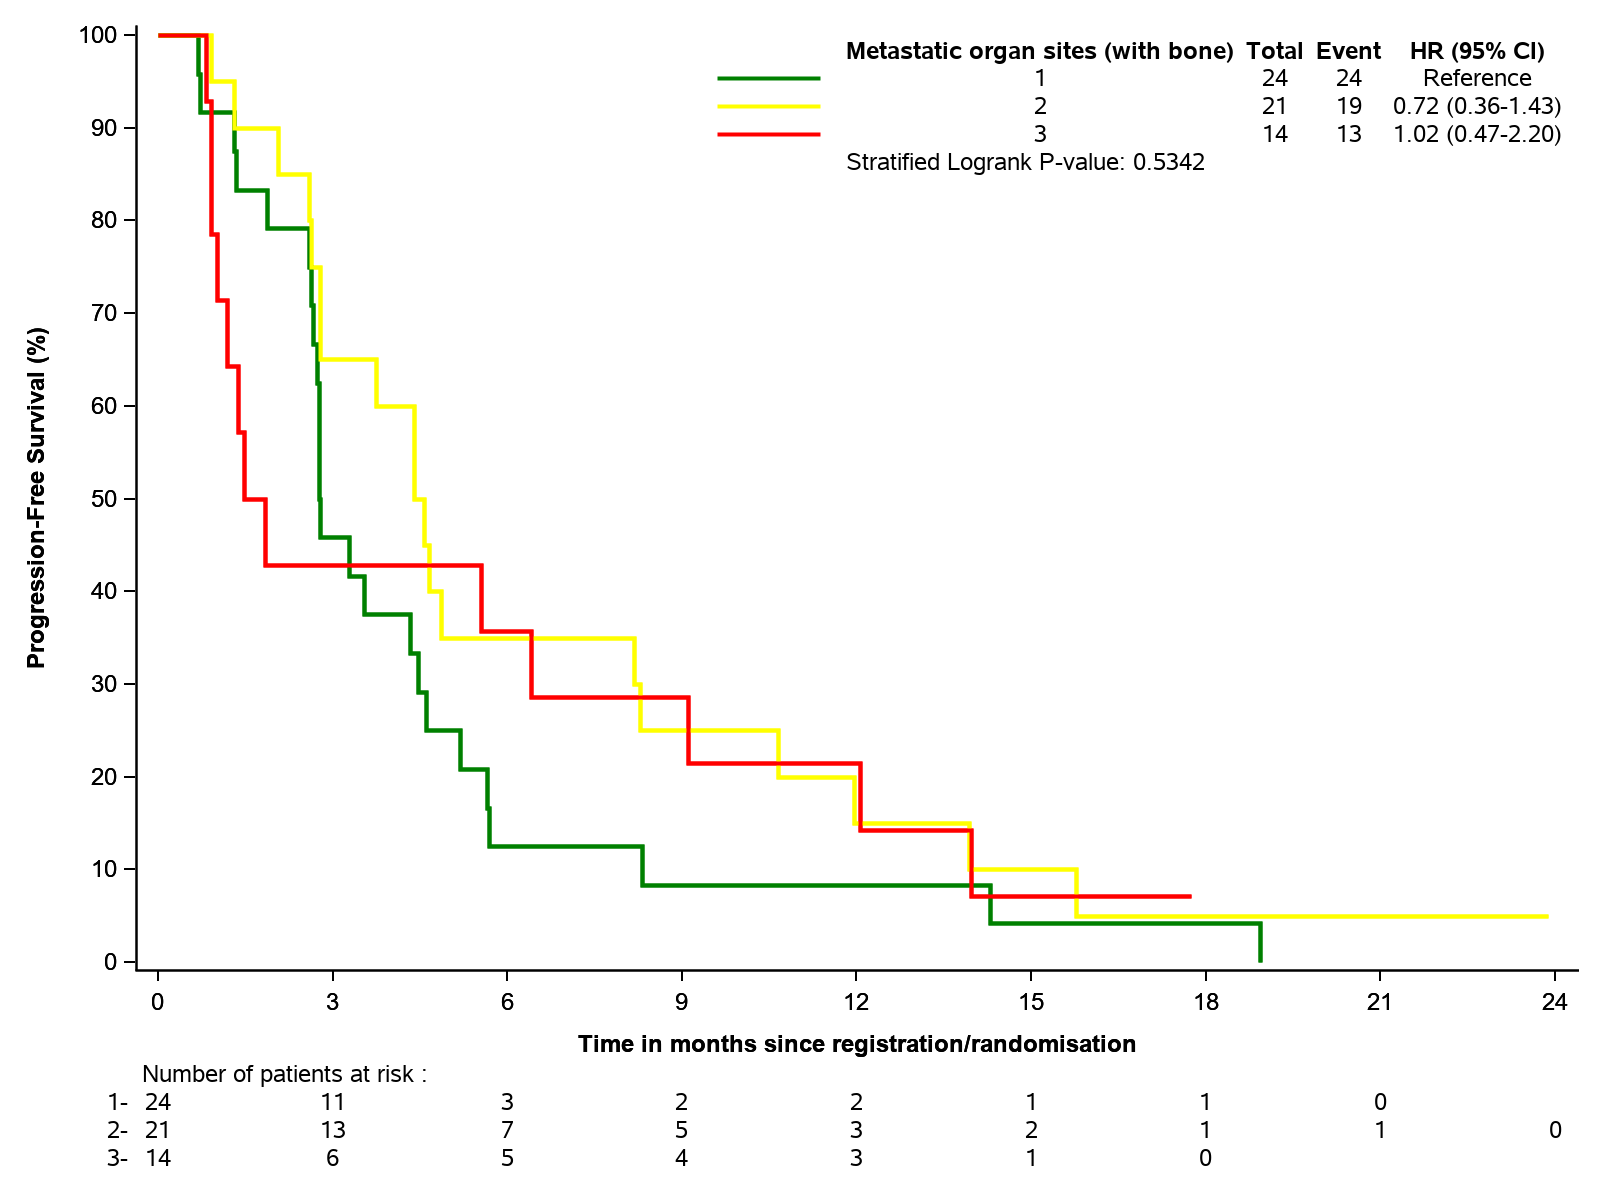 Metastatic organ sites (with bone) Total Event HR (95% CI)
1 24 24 Reference
2 21 19 0.72 (0.36-1.43)
3 14 13 1.02 (0.47-2.20)
Stratified Logrank P-value: 0.5342
Progression-Free Survival (%)
100
90
80
70
60
50
40
30
20
10
0
0 3 6 9 12 15 18 21 24
Time in months since registration/randomisation
Number of patients at risk :
1- 24 11 3 2 2 1 1 0
2- 21 13 7 5 3 2 1 1 0
3- 14 6 5 4 3 1 0